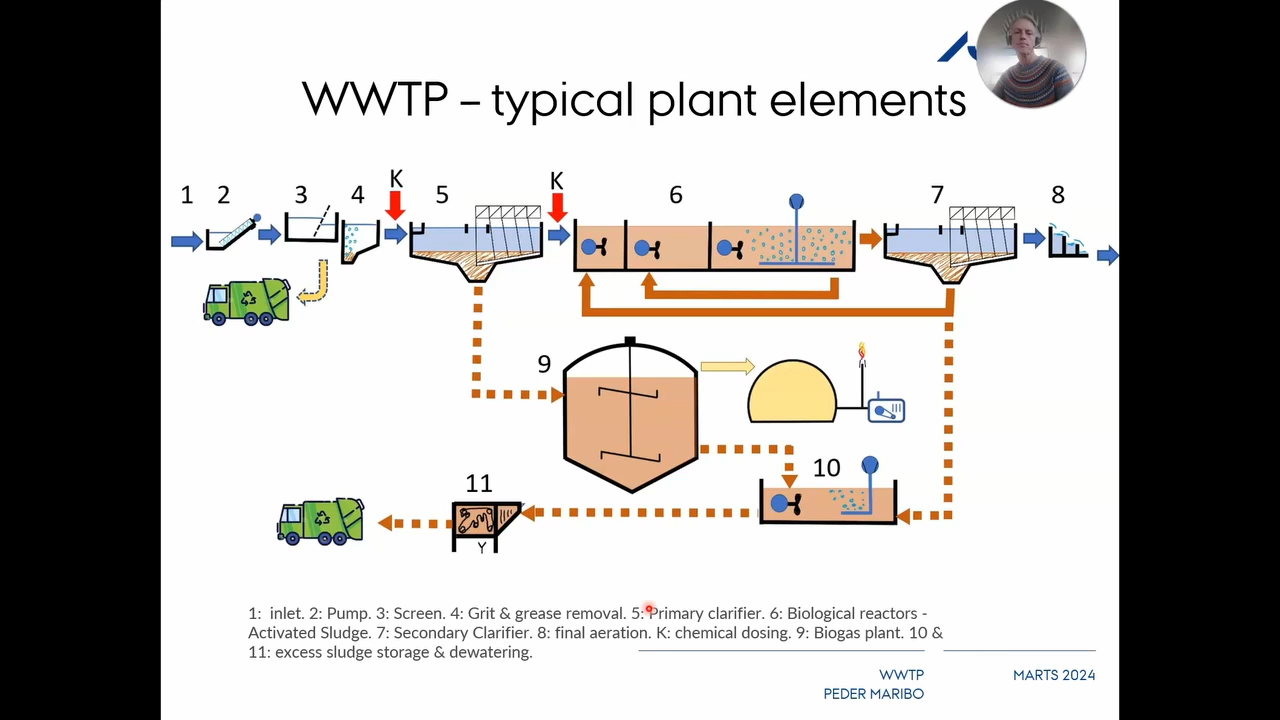 WWTP – typical plant elements
1 2 3 4 K 5 K 6 7 8
9
10
11
Y
1:  inlet. 2: Pump. 3: Screen. 4: Grit & grease removal. 5: Primary clarifier. 6: Biological reactors -
Activated Sludge. 7: Secondary Clarifier. 8: final aeration. K: chemical dosing. 9: Biogas plant. 10 &
11: excess sludge storage & dewatering.
WWTP
PEDER MARIBO
MARTS 2024